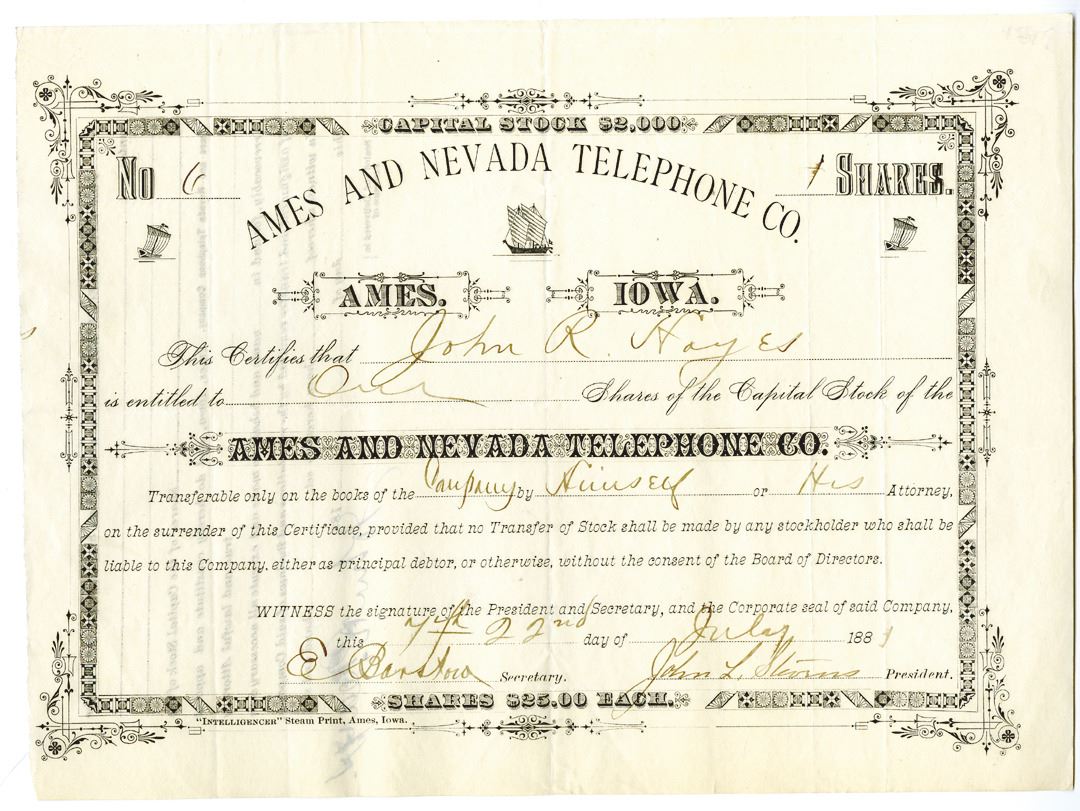 CAPITAL STOCK $2,000
No 6
1 SHARES.
AMES AND NEVADA TELEPHONE CO.
AMES. IOWA.
This Certifies that John R. Hayes
is entitled to One Shares of the Capital Stock of the
AMES AND NEVADA TELEPHONE CO.
Transferable only on the books of the Company by Himself or His Attorney,
on the surrender of this Certificate, provided that no Transfer of Stock shall be made by any stockholder who shall be
liable to this Company, either as principal debtor, or otherwise, without the consent of the Board of Directors.
WITNESS the signature of the President and Secretary, and the Corporate seal of said Company,
this 22nd day of July 188
E Barstow Secretary. John L. Stevens President.
SHARES $25.00 EACH.
"INTELLIGENCER" Steam Print, Ames, Iowa.